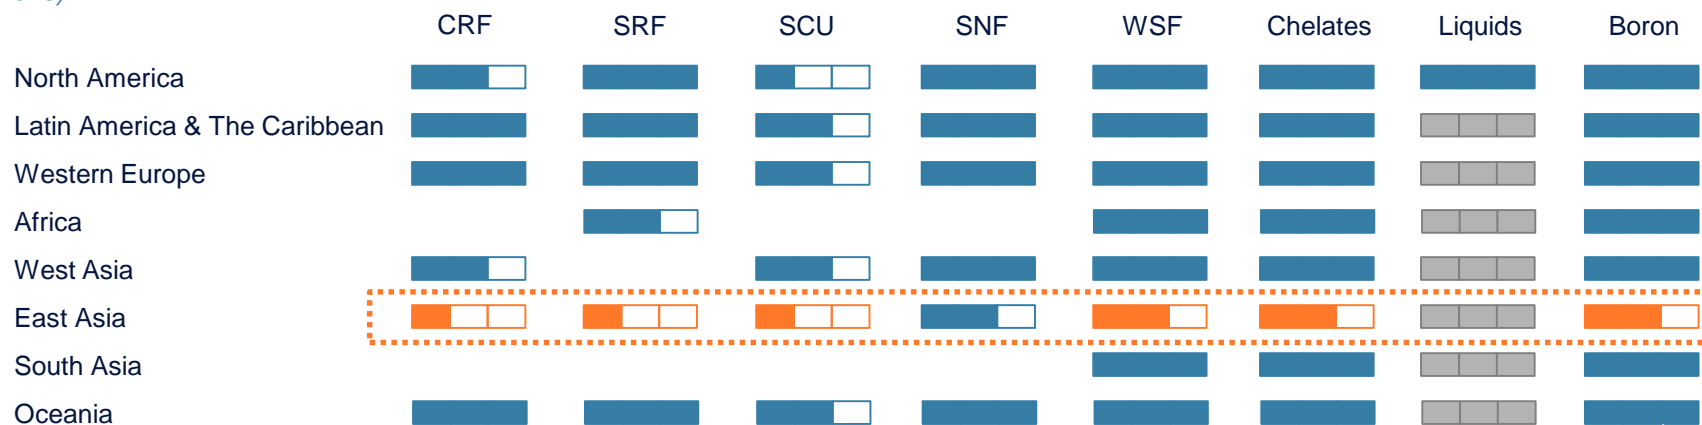 CRF SRF SCU SNF WSF Chelates Liquids Boron
North America
Latin America & The Caribbean
Western Europe
Africa
West Asia
East Asia
South Asia
Oceania